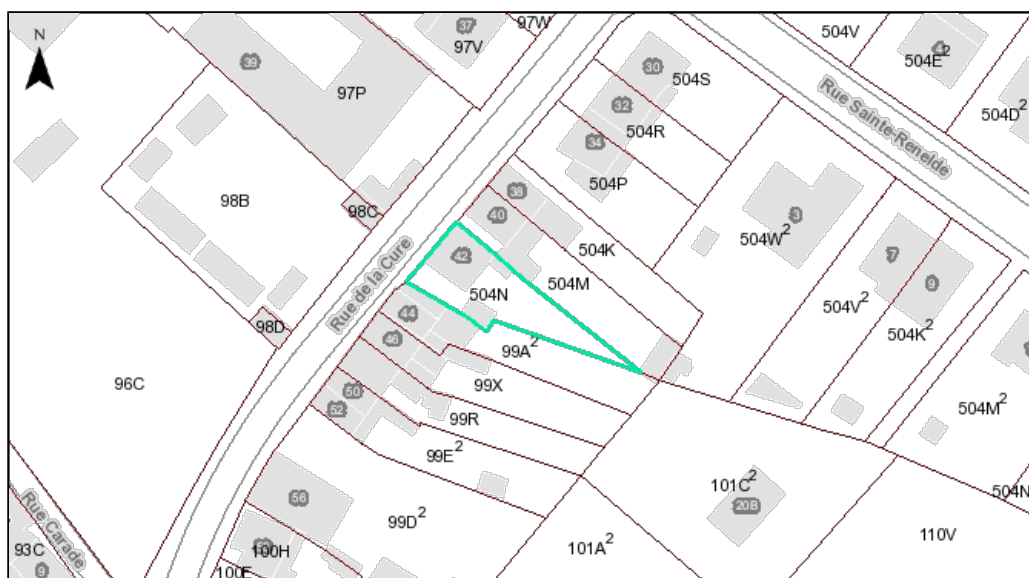 N
37
97V
97W
504V
4
504E²
504D²
39
97P
30
504S
32
504R
34
504P
Rue Sainte-Renelde
98B
98C
38
40
504K
3
504W²
42
504M
504N
7
9
504V²
504K²
Rue de la Cure
98D
44
46
99A²
96C
50
52
99X
99R
99E²
504M²
101C²
20B
504N
Rue Carade
56
99D²
93C
9
100H
100E
101A²
110V